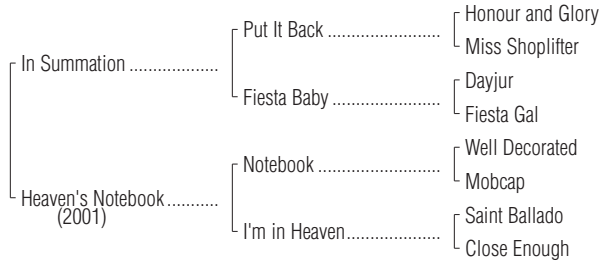 Honour and Glory
Put It Back ......................
Miss Shoplifter
In Summation ....................
Dayjur
Fiesta Baby .....................
Fiesta Gal
Well Decorated
Notebook ......................
Mobcap
Heaven's Notebook ...........
(2001)
Saint Ballado
I'm in Heaven...................
Close Enough